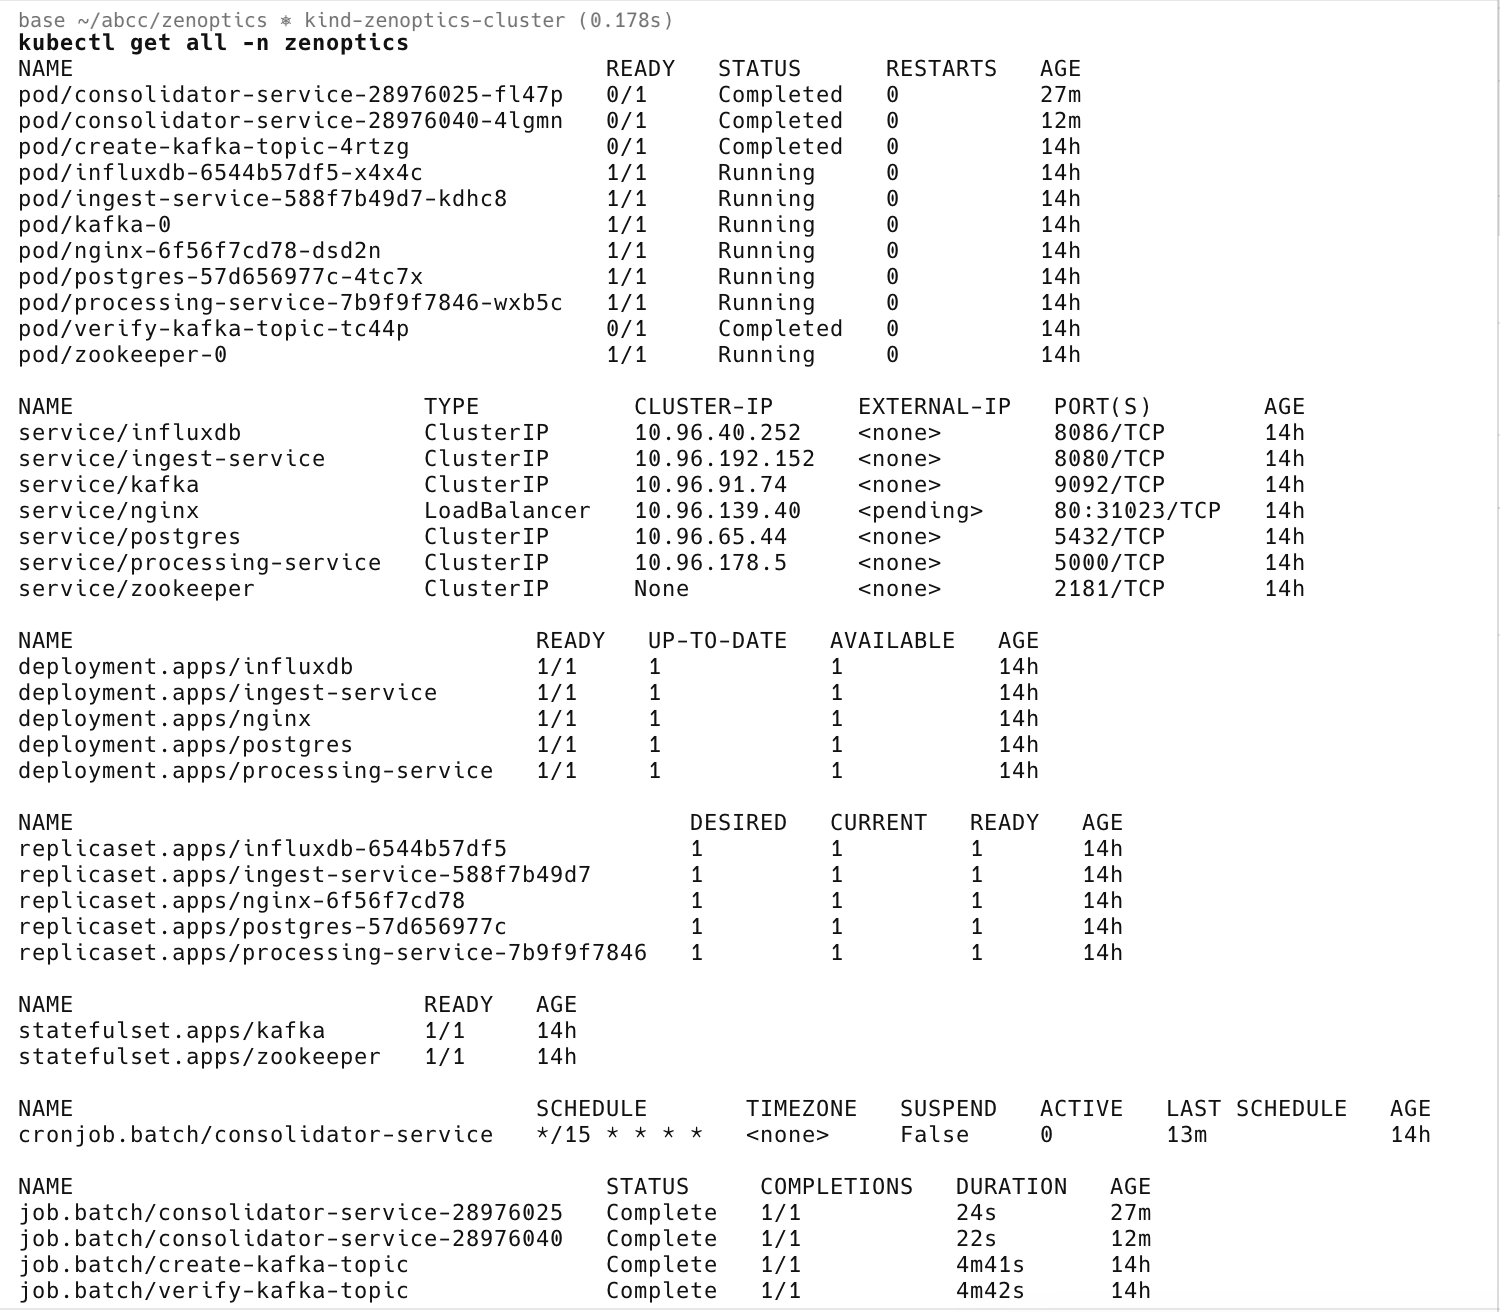 base ~/abcc/zenoptics ⎈ kind-zenoptics-cluster (0.178s)
kubectl get all -n zenoptics
NAME                                      READY   STATUS      RESTARTS   AGE
pod/consolidator-service-28976025-fl47p   0/1     Completed   0          27m
pod/consolidator-service-28976040-4lgmn   0/1     Completed   0          12m
pod/create-kafka-topic-4rtzg              0/1     Completed   0          14h
pod/influxdb-6544b57df5-x4x4c             1/1     Running     0          14h
pod/ingest-service-588f7b49d7-kdhc8       1/1     Running     0          14h
pod/kafka-0                               1/1     Running     0          14h
pod/nginx-6f56f7cd78-dsd2n                1/1     Running     0          14h
pod/postgres-57d656977c-4tc7x             1/1     Running     0          14h
pod/processing-service-7b9f9f7846-wxb5c   1/1     Running     0          14h
pod/verify-kafka-topic-tc44p              0/1     Completed   0          14h
pod/zookeeper-0                           1/1     Running     0          14h
NAME                         TYPE           CLUSTER-IP      EXTERNAL-IP   PORT(S)        AGE
service/influxdb             ClusterIP      10.96.40.252    <none>        8086/TCP       14h
service/ingest-service       ClusterIP      10.96.192.152   <none>        8080/TCP       14h
service/kafka                ClusterIP      10.96.91.74     <none>        9092/TCP       14h
service/nginx                LoadBalancer   10.96.139.40    <pending>     80:31023/TCP   14h
service/postgres             ClusterIP      10.96.65.44     <none>        5432/TCP       14h
service/processing-service   ClusterIP      10.96.178.5     <none>        5000/TCP       14h
service/zookeeper            ClusterIP      None            <none>        2181/TCP       14h
NAME                                 READY   UP-TO-DATE   AVAILABLE   AGE
deployment.apps/influxdb             1/1     1            1           14h
deployment.apps/ingest-service       1/1     1            1           14h
deployment.apps/nginx                1/1     1            1           14h
deployment.apps/postgres             1/1     1            1           14h
deployment.apps/processing-service   1/1     1            1           14h
NAME                                            DESIRED   CURRENT   READY   AGE
replicaset.apps/influxdb-6544b57df5             1         1         1       14h
replicaset.apps/ingest-service-588f7b49d7       1         1         1       14h
replicaset.apps/nginx-6f56f7cd78                1         1         1       14h
replicaset.apps/postgres-57d656977c             1         1         1       14h
replicaset.apps/processing-service-7b9f9f7846   1         1         1       14h
NAME                         READY   AGE
statefulset.apps/kafka       1/1     14h
statefulset.apps/zookeeper   1/1     14h
NAME                                 SCHEDULE       TIMEZONE   SUSPEND   ACTIVE   LAST SCHEDULE   AGE
cronjob.batch/consolidator-service   */15 * * * *   <none>     False     0        13m             14h
NAME                                      STATUS     COMPLETIONS   DURATION   AGE
job.batch/consolidator-service-28976025   Complete   1/1           24s        27m
job.batch/consolidator-service-28976040   Complete   1/1           22s        12m
job.batch/create-kafka-topic              Complete   1/1           4m41s      14h
job.batch/verify-kafka-topic              Complete   1/1           4m42s      14h